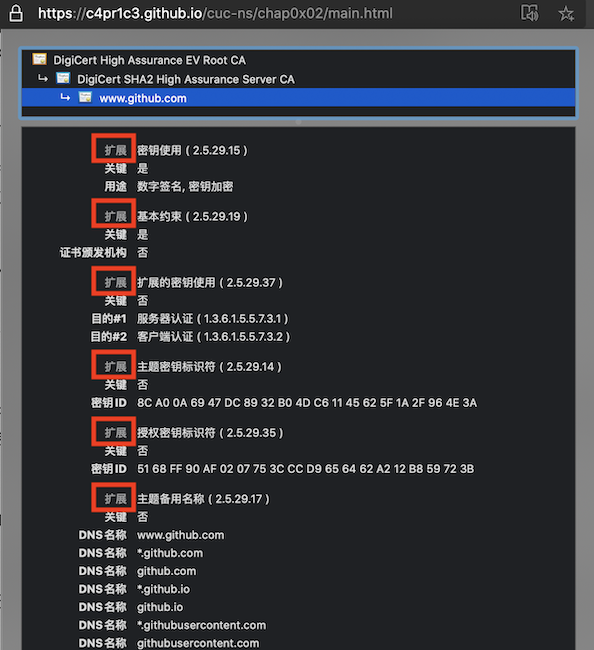 https://c4pr1c3.github.io/cuc-ns/chap0x02/main.html
DigiCert High Assurance EV Root CA
DigiCert SHA2 High Assurance Server CA
www.github.com
扩展 密钥使用 ( 2.5.29.15 )
关键 是
用途 数字签名, 密钥加密
扩展 基本约束 ( 2.5.29.19 )
关键 是
证书颁发机构 否
扩展 扩展的密钥使用 ( 2.5.29.37 )
关键 否
目的#1 服务器认证 ( 1.3.6.1.5.5.7.3.1 )
目的#2 客户端认证 ( 1.3.6.1.5.5.7.3.2 )
扩展 主题密钥标识符 ( 2.5.29.14 )
关键 否
密钥 ID 8C A0 0A 69 47 DC 89 32 B0 4D C6 11 45 62 5F 1A 2F 96 4E 3A
扩展 授权密钥标识符 ( 2.5.29.35 )
关键 否
密钥 ID 51 68 FF 90 AF 02 07 75 3C CC D9 65 64 62 A2 12 B8 59 72 3B
扩展 主题备用名称 ( 2.5.29.17 )
关键 否
DNS 名称 www.github.com
DNS 名称 *.github.com
DNS 名称 github.com
DNS 名称 *.github.io
DNS 名称 github.io
DNS 名称 *.githubusercontent.com
DNS 名称 githubusercontent.com